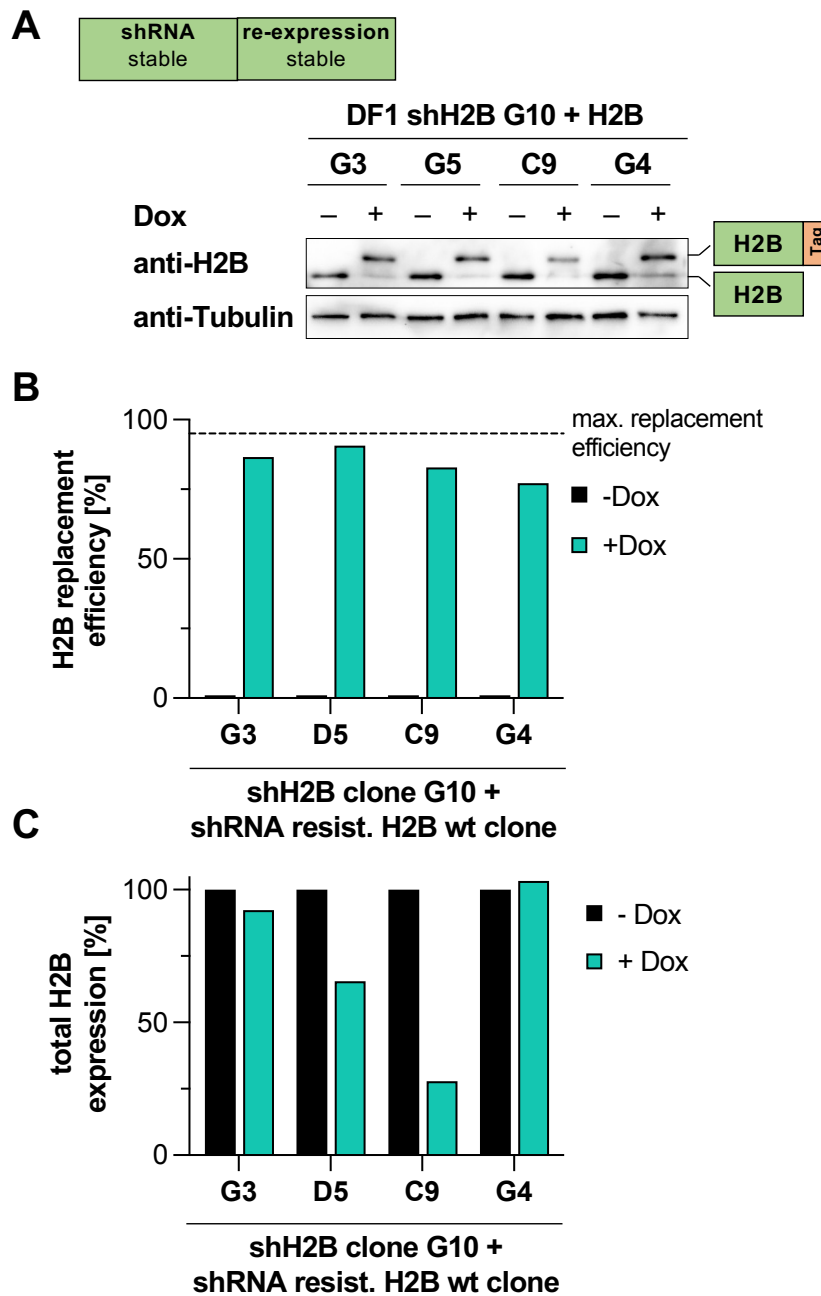 A
shRNA re-expression
stable stable
DF1 shH2B G10 + H2B
G3 G5 C9 G4
Dox – + – + – + – +
anti-H2B
H2B Tag
H2B
anti-Tubulin
B
H2B replacement
efficiency [%]
100
50
0
max. replacement
efficiency
-Dox
+Dox
G3 D5 C9 G4
shH2B clone G10 +
shRNA resist. H2B wt clone
C
total H2B
expression [%]
100
50
0
- Dox
+ Dox
G3 D5 C9 G4
shH2B clone G10 +
shRNA resist. H2B wt clone